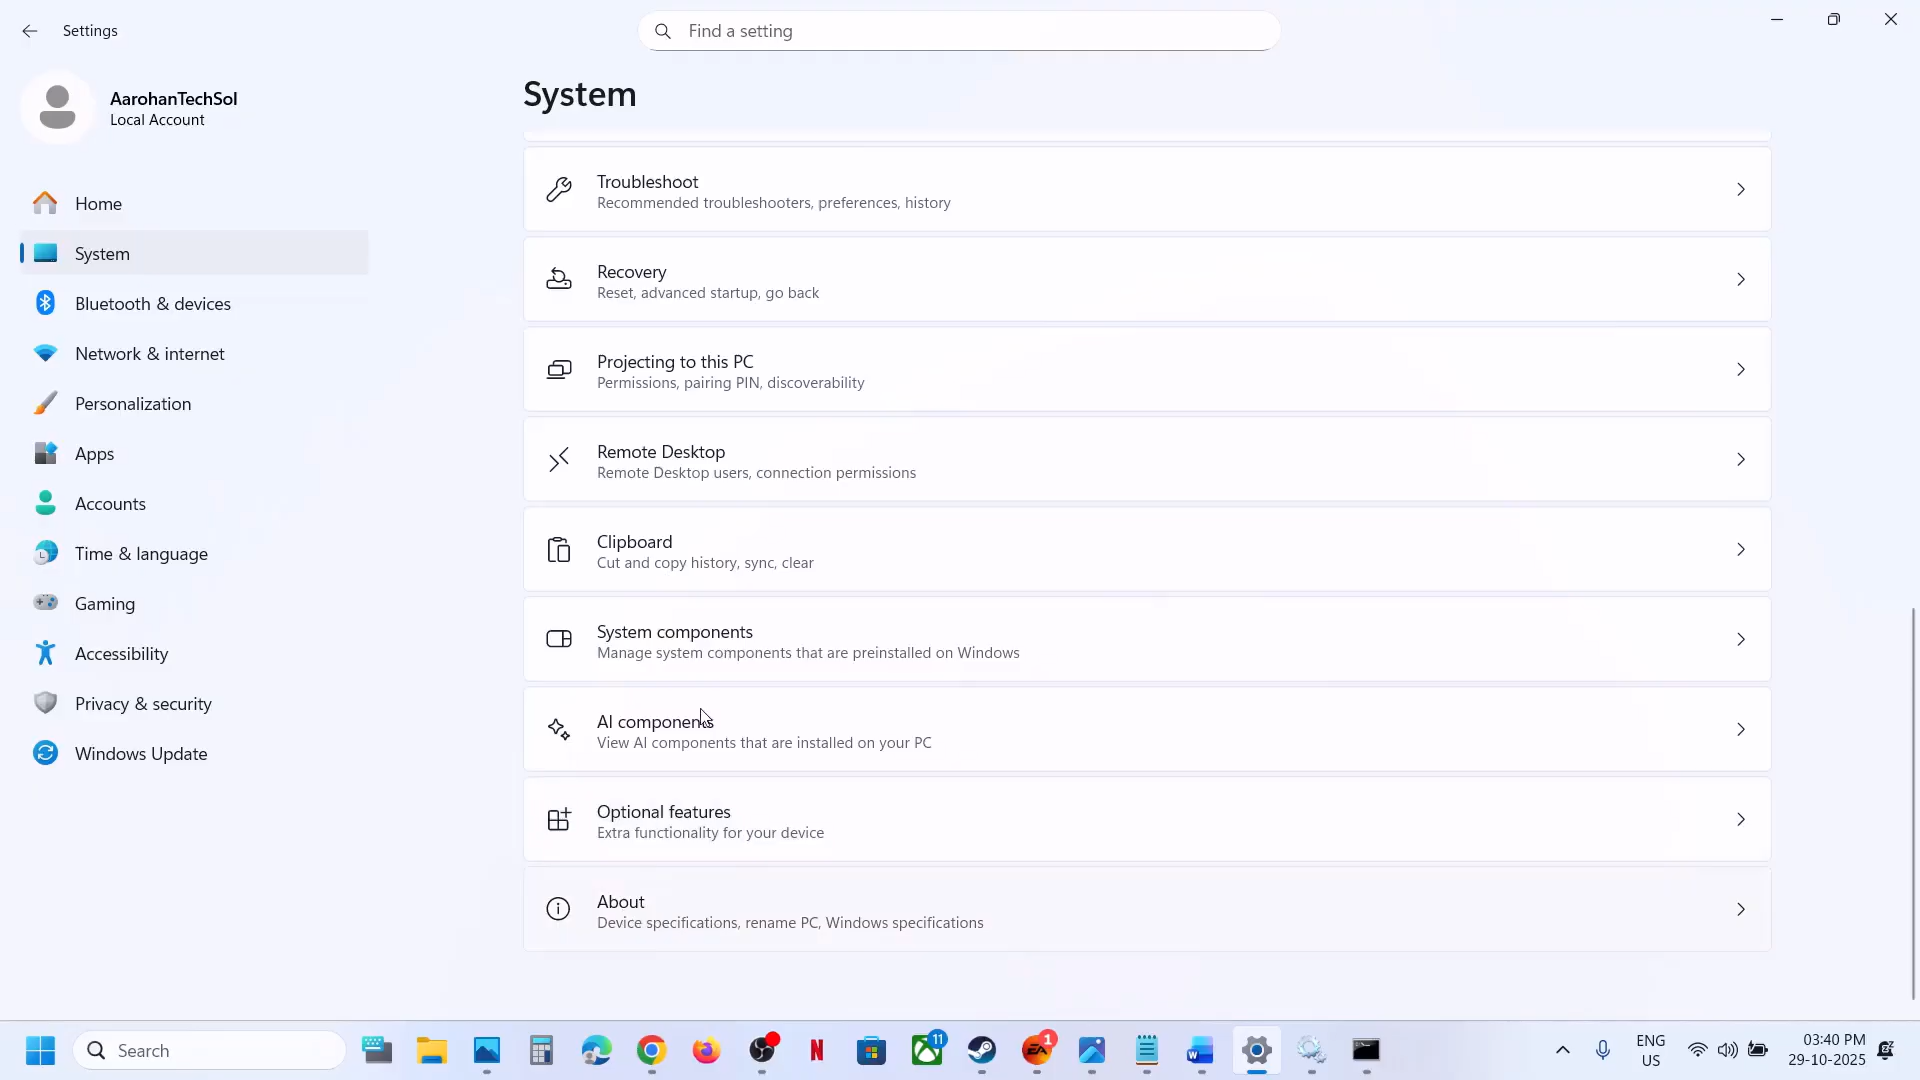 Settings
Find a setting
AarohanTechSol
Local Account
Home
System
Bluetooth & devices
Network & internet
Personalization
Apps
Accounts
Time & language
Gaming
Accessibility
Privacy & security
Windows Update
System
Troubleshoot
Recommended troubleshooters, preferences, history
Recovery
Reset, advanced startup, go back
Projecting to this PC
Permissions, pairing PIN, discoverability
Remote Desktop
Remote Desktop users, connection permissions
Clipboard
Cut and copy history, sync, clear
System components
Manage system components that are preinstalled on Windows
AI components
View AI components that are installed on your PC
Optional features
Extra functionality for your device
About
Device specifications, rename PC, Windows specifications
Search
N
11
EA
1
W
ENG
US
03:40 PM
29-10-2025